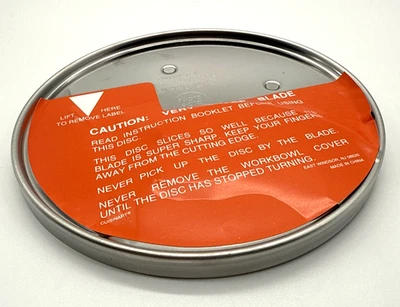 LIFT HERE
TO REMOVE LABEL
CAUTION: VERY BLADE
READ INSTRUCTION BOOKLET BEFORE USING
THIS DISC.
THIS DISC SLICES SO WELL BECAUSE
BLADE IS SUPER SHARP. KEEP YOUR FINGERS
AWAY FROM THE CUTTING EDGE.
NEVER PICK UP THE DISC BY THE BLADE.
NEVER REMOVE THE WORKBOWL COVER
UNTIL THE DISC HAS STOPPED TURNING.
CUISINART®
EAST WINDSOR, NJ 08520
MADE IN CHINA